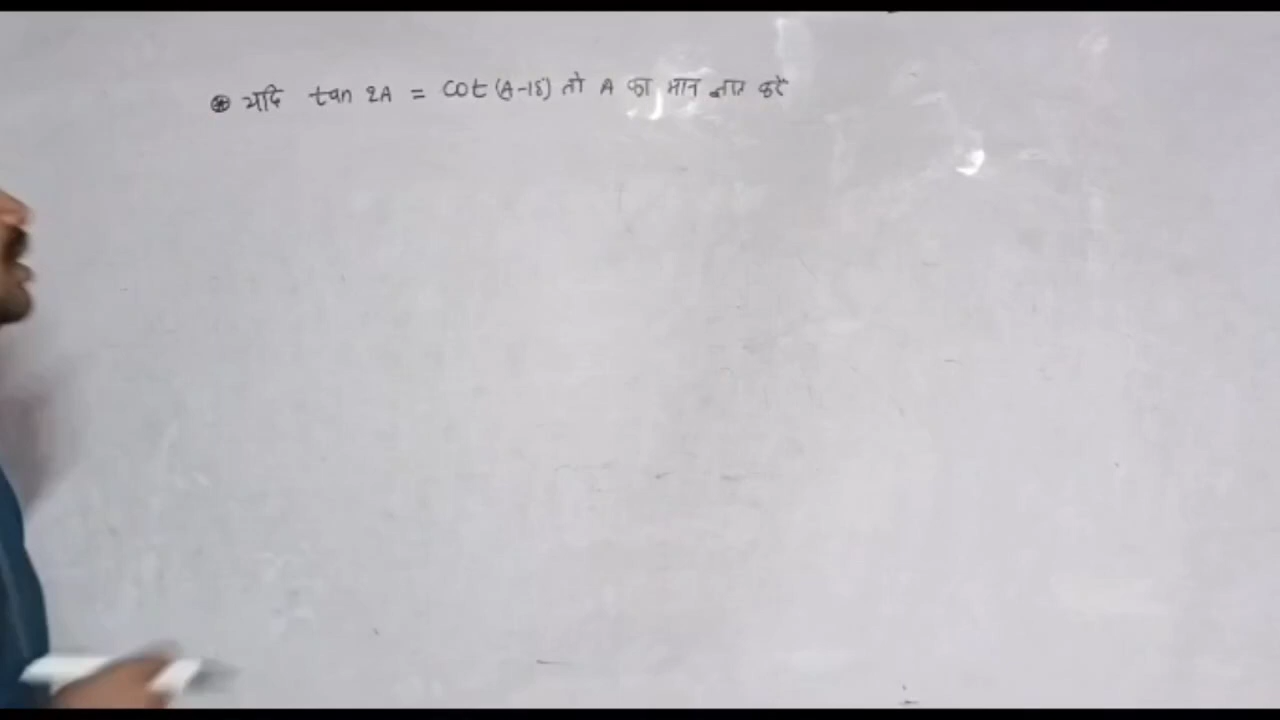 ⊛ यदि tan 2A = cot (A-18°) तो A का मान ज्ञात करें